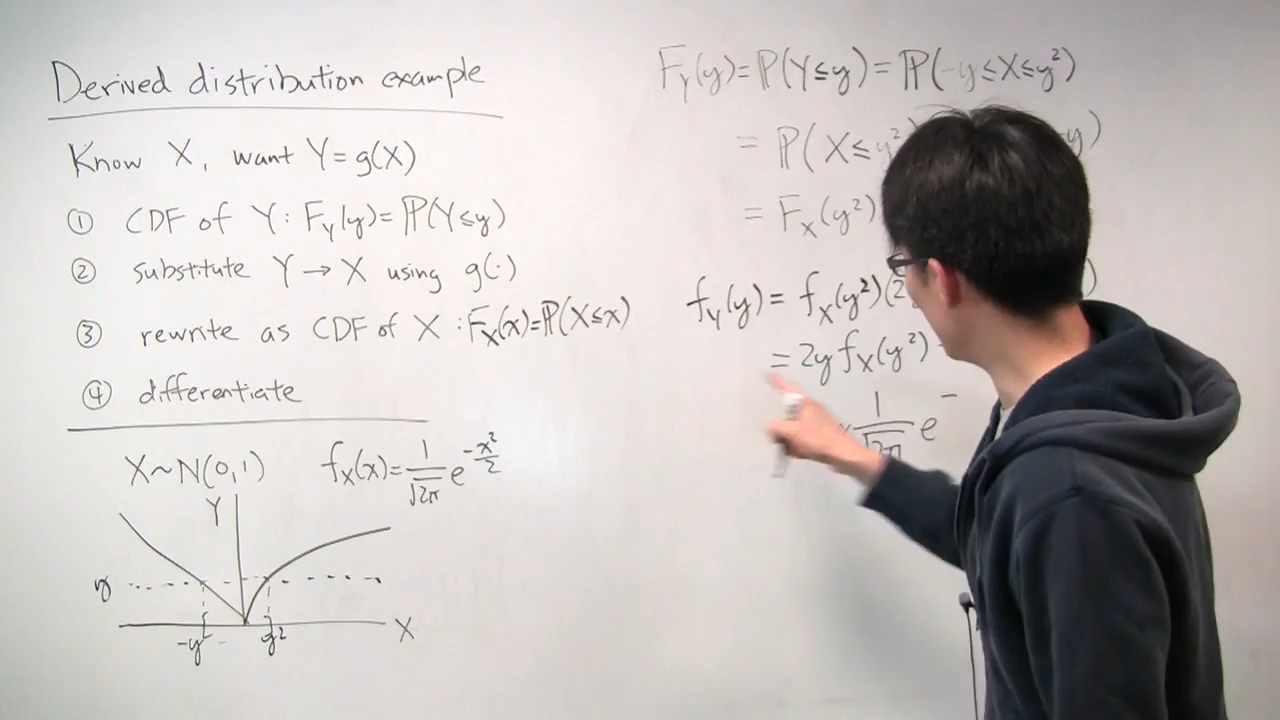 Derived distribution example
Know X, want Y = g(X)
① CDF of Y : F_Y(y) = ℙ(Y ≤ y)
② substitute Y → X using g(·)
③ rewrite as CDF of X : F_X(x) = ℙ(X ≤ x)
④ differentiate
X ~ N(0,1) f_X(x) = 1/√2π e^(-x²/2)
Y
y
-y
y²
X
F_Y(y) = ℙ(Y ≤ y) = ℙ(-y ≤ X ≤ y²)
= ℙ(X ≤ y² y)
= F_X(y²)
f_Y(y) = f_X(y²)(2 )
= 2y f_X(y²)
1/√2π e^-